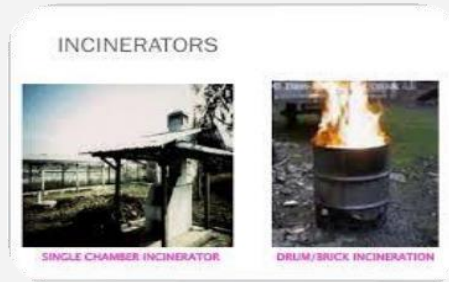 INCINERATORS
SINGLE CHAMBER INCINERATOR
DRUM/BRICK INCINERATION